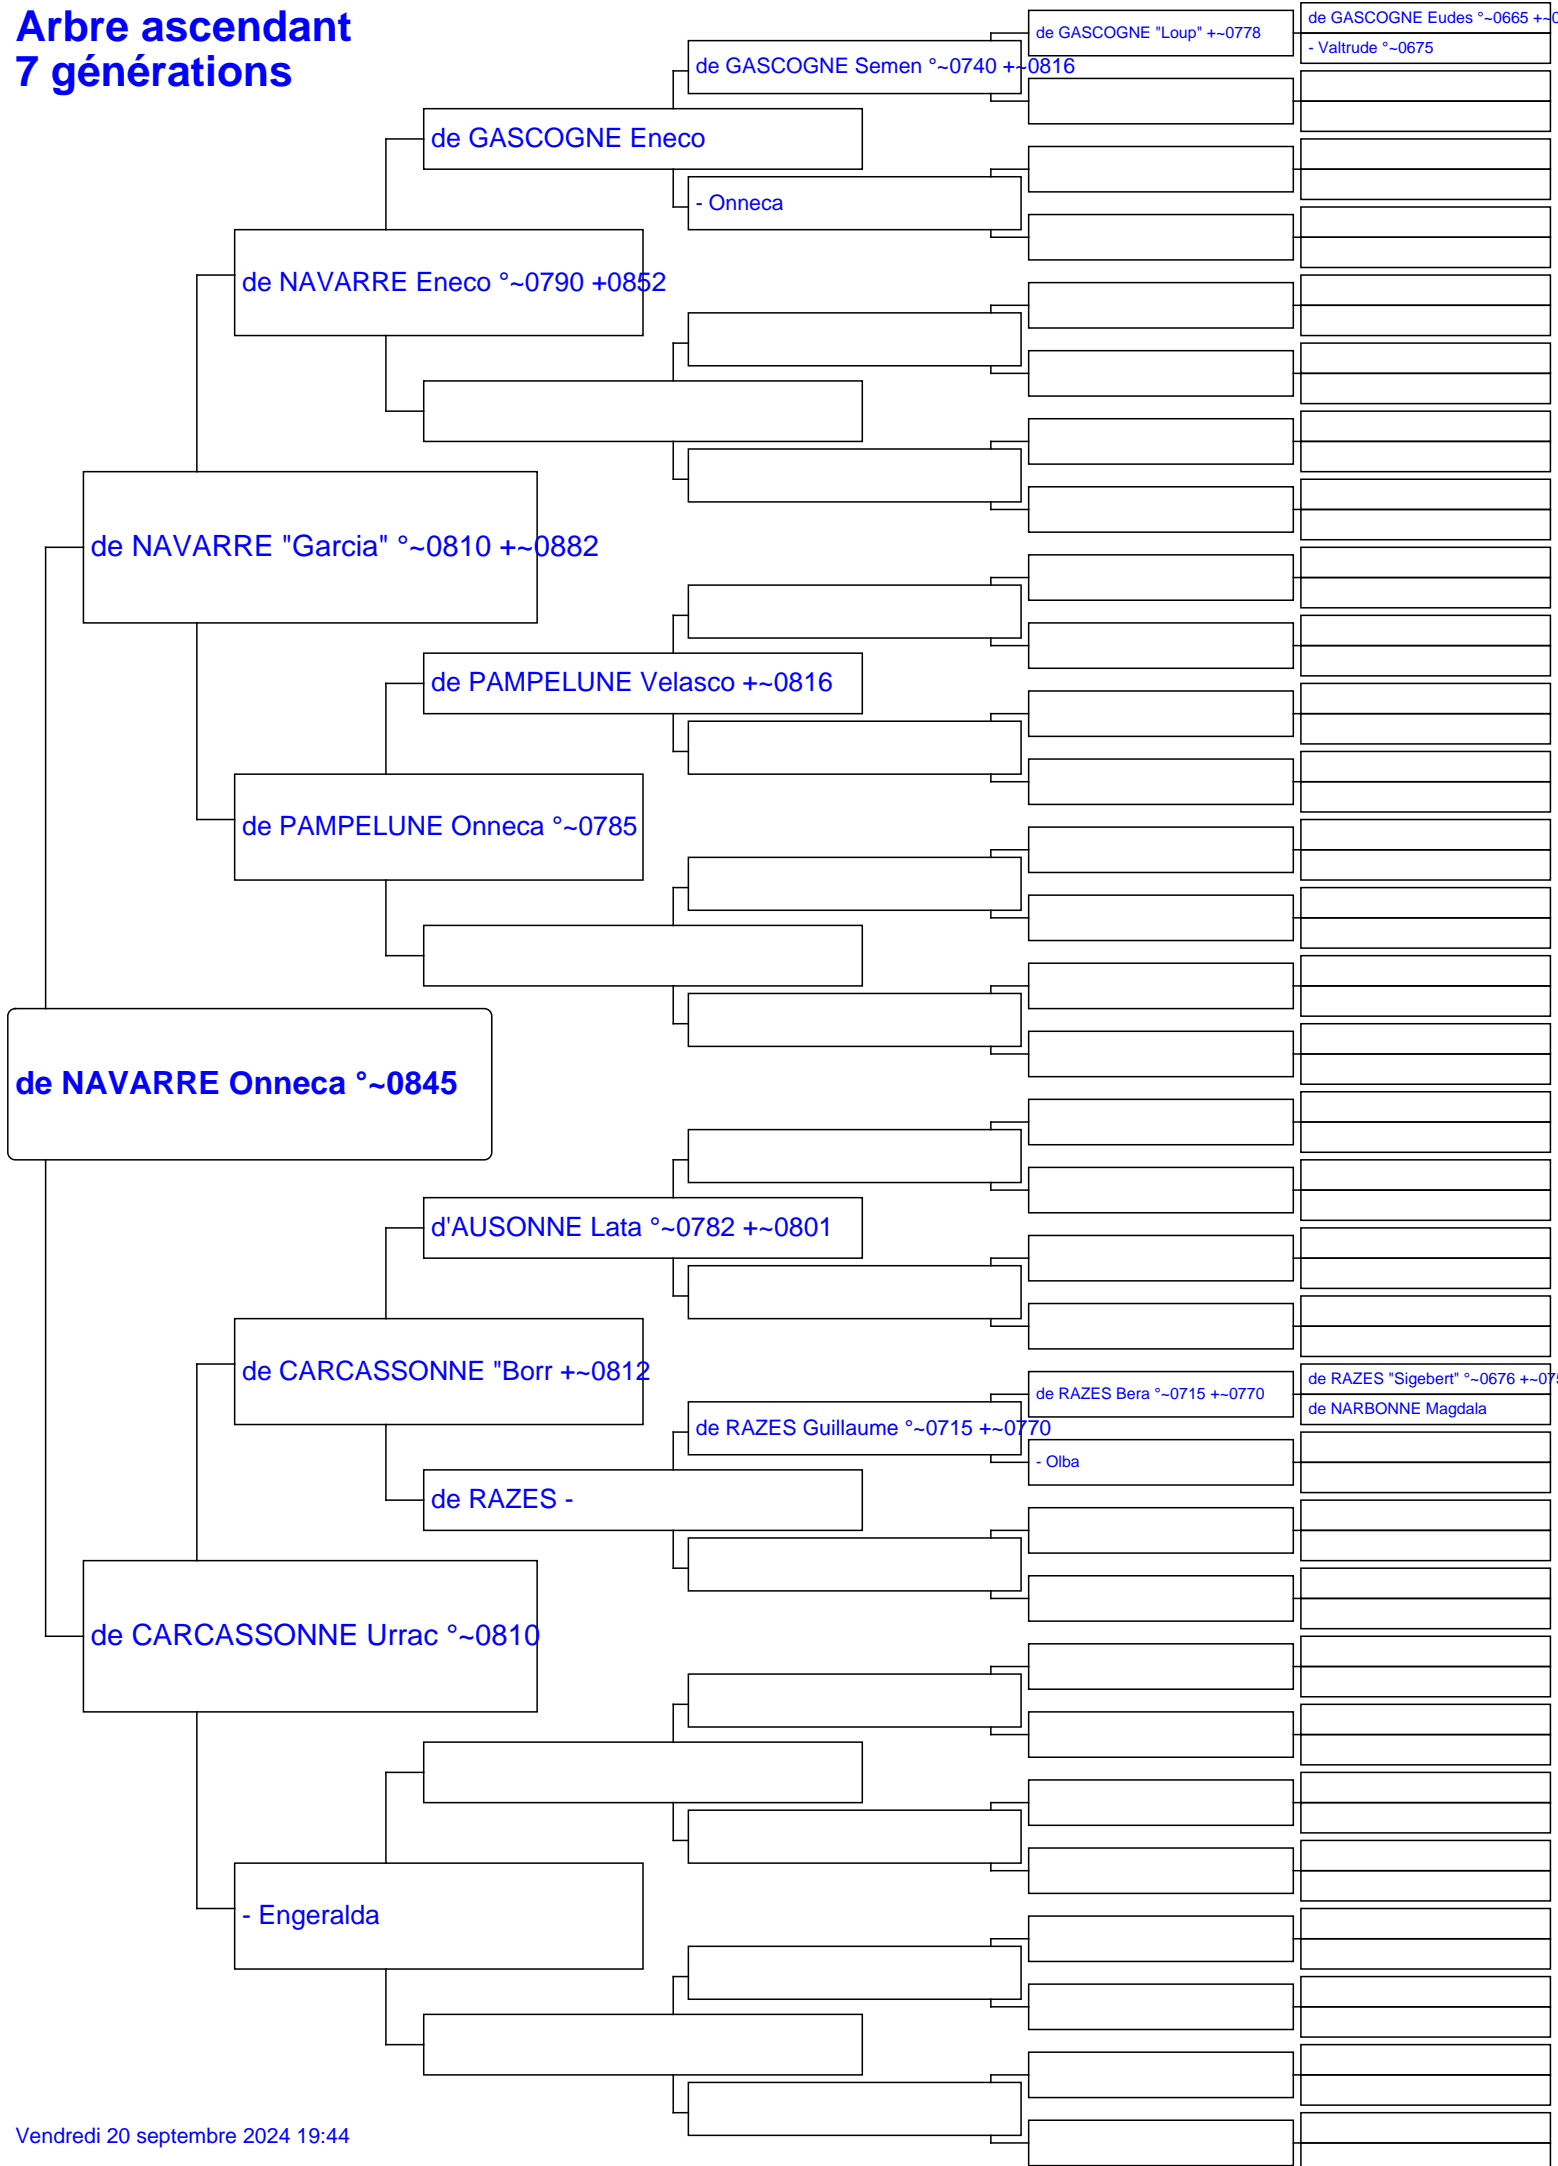 Arbre ascendant
7 générations
de GASCOGNE "Loup" +~0778
de GASCOGNE Eudes °~0665 +~0
- Valtrude °~0675
de GASCOGNE Semen °~0740 +~0816
de GASCOGNE Eneco
- Onneca
de NAVARRE Eneco °~0790 +0852
de NAVARRE "Garcia" °~0810 +~0882
de PAMPELUNE Velasco +~0816
de PAMPELUNE Onneca °~0785
de NAVARRE Onneca °~0845
d'AUSONNE Lata °~0782 +~0801
de CARCASSONNE "Borr +~0812
de RAZES Bera °~0715 +~0770
de RAZES "Sigebert" °~0676 +~075
de NARBONNE Magdala
de RAZES Guillaume °~0715 +~0770
- Olba
de RAZES -
de CARCASSONNE Urrac °~0810
- Engeralda
Vendredi 20 septembre 2024 19:44